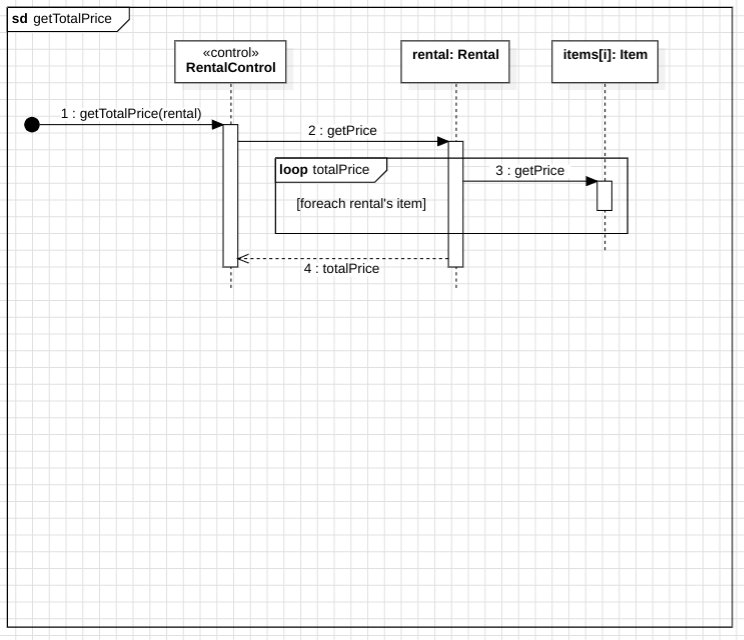 sd getTotalPrice
«control»
RentalControl
rental: Rental
items[i]: Item
1 : getTotalPrice(rental)
2 : getPrice
loop totalPrice
3 : getPrice
[foreach rental's item]
4 : totalPrice